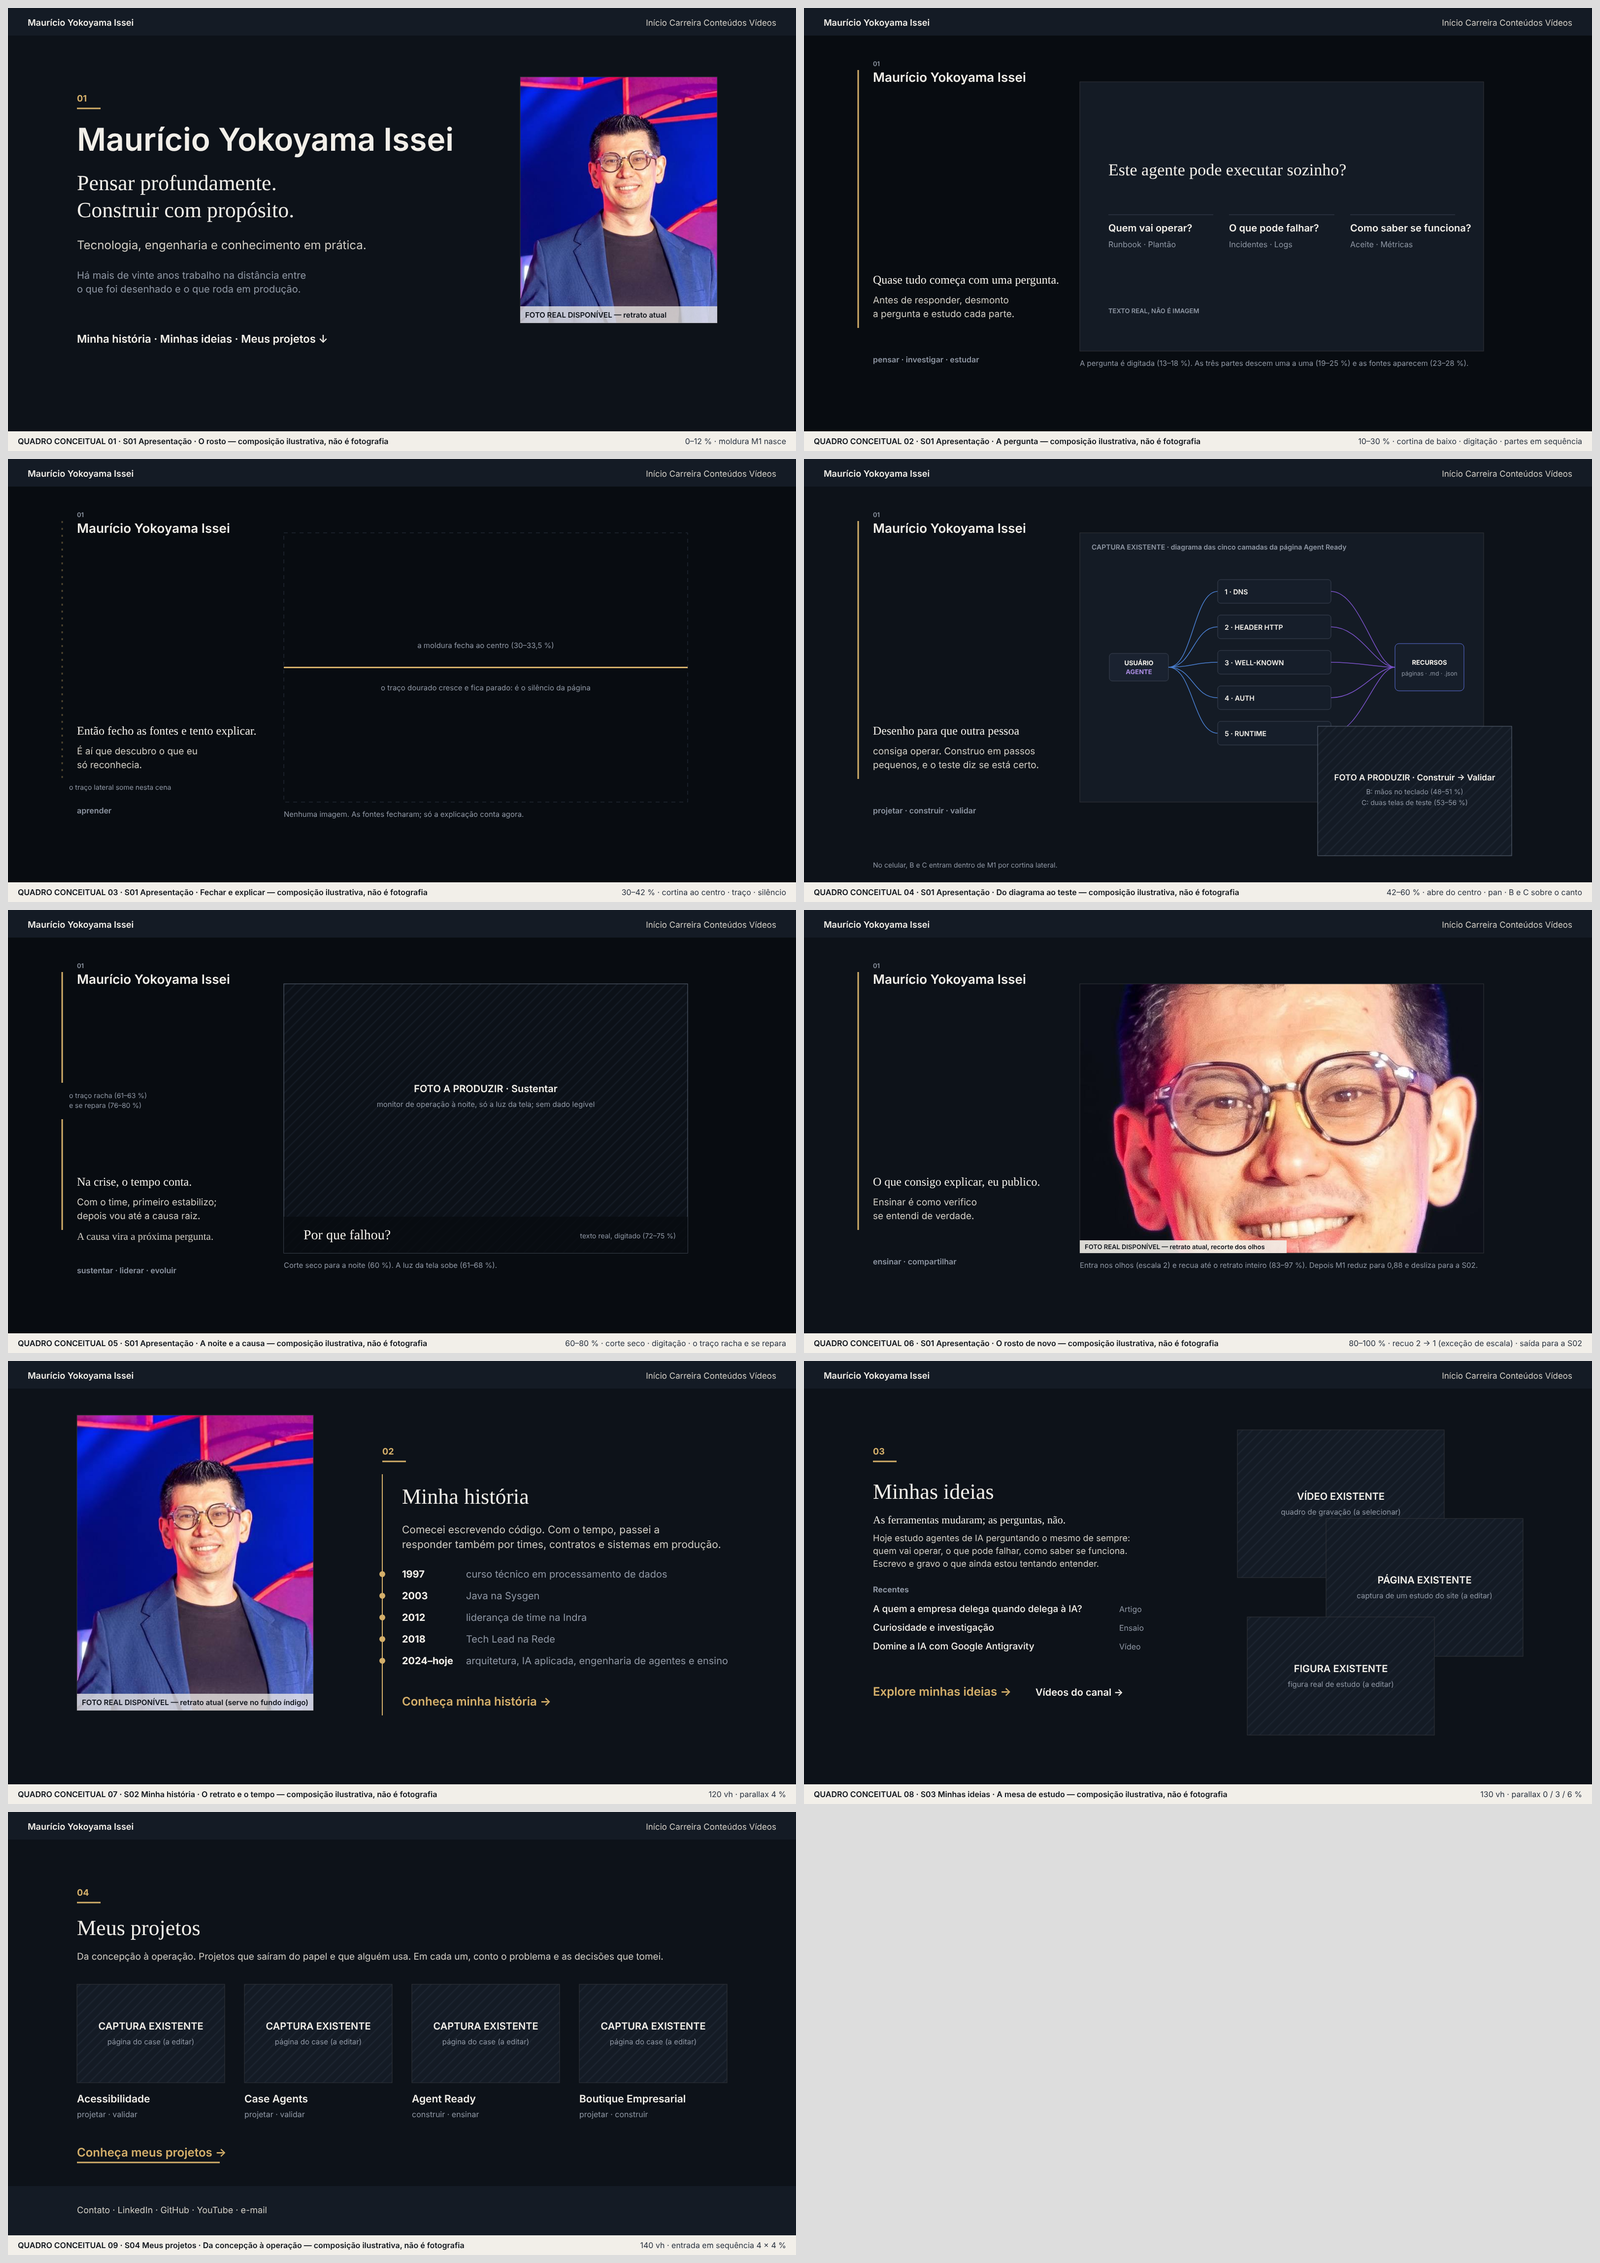 Maurício Yokoyama Issei
Início Carreira Conteúdos Vídeos
01
Maurício Yokoyama Issei
Pensar profundamente.
Construir com propósito.
Tecnologia, engenharia e conhecimento em prática.
Há mais de vinte anos trabalho na distância entre
o que foi desenhado e o que roda em produção.
Minha história · Minhas ideias · Meus projetos ↓
FOTO REAL DISPONÍVEL — retrato atual
QUADRO CONCEITUAL 01 · S01 Apresentação · O rosto — composição ilustrativa, não é fotografia
0–12 % · moldura M1 nasce
Maurício Yokoyama Issei
Início Carreira Conteúdos Vídeos
01
Maurício Yokoyama Issei
Quase tudo começa com uma pergunta.
Antes de responder, desmonto
a pergunta e estudo cada parte.
pensar · investigar · estudar
Este agente pode executar sozinho?
Quem vai operar?
Runbook · Plantão
O que pode falhar?
Incidentes · Logs
Como saber se funciona?
Aceite · Métricas
TEXTO REAL, NÃO É IMAGEM
A pergunta é digitada (13–18 %). As três partes descem uma a uma (19–25 %) e as fontes aparecem (23–28 %).
QUADRO CONCEITUAL 02 · S01 Apresentação · A pergunta — composição ilustrativa, não é fotografia
10–30 % · cortina de baixo · digitação · partes em sequência
Maurício Yokoyama Issei
Início Carreira Conteúdos Vídeos
01
Maurício Yokoyama Issei
a moldura fecha ao centro (30–33,5 %)
o traço dourado cresce e fica parado: é o silêncio da página
Então fecho as fontes e tento explicar.
É aí que descubro o que eu
só reconhecia.
o traço lateral some nesta cena
aprender
Nenhuma imagem. As fontes fecharam; só a explicação conta agora.
QUADRO CONCEITUAL 03 · S01 Apresentação · Fechar e explicar — composição ilustrativa, não é fotografia
30–42 % · cortina ao centro · traço · silêncio
Maurício Yokoyama Issei
Início Carreira Conteúdos Vídeos
01
Maurício Yokoyama Issei
Desenho para que outra pessoa
consiga operar. Construo em passos
pequenos, e o teste diz se está certo.
projetar · construir · validar
No celular, B e C entram dentro de M1 por cortina lateral.
CAPTURA EXISTENTE · diagrama das cinco camadas da página Agent Ready
USUÁRIO
AGENTE
1 · DNS
2 · HEADER HTTP
3 · WELL-KNOWN
4 · AUTH
5 · RUNTIME
RECURSOS
páginas · .md · .json
FOTO A PRODUZIR · Construir → Validar
B: mãos no teclado (48–51 %)
C: duas telas de teste (53–56 %)
QUADRO CONCEITUAL 04 · S01 Apresentação · Do diagrama ao teste — composição ilustrativa, não é fotografia
42–60 % · abre do centro · pan · B e C sobre o canto
Maurício Yokoyama Issei
Início Carreira Conteúdos Vídeos
01
Maurício Yokoyama Issei
o traço racha (61–63 %)
e se repara (76–80 %)
Na crise, o tempo conta.
Com o time, primeiro estabilizo;
depois vou até a causa raiz.
A causa vira a próxima pergunta.
sustentar · liderar · evoluir
FOTO A PRODUZIR · Sustentar
monitor de operação à noite, só a luz da tela; sem dado legível
Por que falhou?
texto real, digitado (72–75 %)
Corte seco para a noite (60 %). A luz da tela sobe (61–68 %).
QUADRO CONCEITUAL 05 · S01 Apresentação · A noite e a causa — composição ilustrativa, não é fotografia
60–80 % · corte seco · digitação · o traço racha e se repara
Maurício Yokoyama Issei
Início Carreira Conteúdos Vídeos
01
Maurício Yokoyama Issei
O que consigo explicar, eu publico.
Ensinar é como verifico
se entendi de verdade.
ensinar · compartilhar
FOTO REAL DISPONÍVEL — retrato atual, recorte dos olhos
Entra nos olhos (escala 2) e recua até o retrato inteiro (83–97 %). Depois M1 reduz para 0,88 e desliza para a S02.
QUADRO CONCEITUAL 06 · S01 Apresentação · O rosto de novo — composição ilustrativa, não é fotografia
80–100 % · recuo 2 → 1 (exceção de escala) · saída para a S02
Maurício Yokoyama Issei
Início Carreira Conteúdos Vídeos
FOTO REAL DISPONÍVEL — retrato atual (serve no fundo índigo)
02
Minha história
Comecei escrevendo código. Com o tempo, passei a
responder também por times, contratos e sistemas em produção.
1997 curso técnico em processamento de dados
2003 Java na Sysgen
2012 liderança de time na Indra
2018 Tech Lead na Rede
2024–hoje arquitetura, IA aplicada, engenharia de agentes e ensino
Conheça minha história →
QUADRO CONCEITUAL 07 · S02 Minha história · O retrato e o tempo — composição ilustrativa, não é fotografia
120 vh · parallax 4 %
Maurício Yokoyama Issei
Início Carreira Conteúdos Vídeos
03
Minhas ideias
As ferramentas mudaram; as perguntas, não.
Hoje estudo agentes de IA perguntando o mesmo de sempre:
quem vai operar, o que pode falhar, como saber se funciona.
Escrevo e gravo o que ainda estou tentando entender.
Recentes
A quem a empresa delega quando delega à IA? Artigo
Curiosidade e investigação Ensaio
Domine a IA com Google Antigravity Vídeo
Explore minhas ideias → Vídeos do canal →
VÍDEO EXISTENTE
quadro de gravação (a selecionar)
PÁGINA EXISTENTE
captura de um estudo do site (a editar)
FIGURA EXISTENTE
figura real de estudo (a editar)
QUADRO CONCEITUAL 08 · S03 Minhas ideias · A mesa de estudo — composição ilustrativa, não é fotografia
130 vh · parallax 0 / 3 / 6 %
Maurício Yokoyama Issei
Início Carreira Conteúdos Vídeos
04
Meus projetos
Da concepção à operação. Projetos que saíram do papel e que alguém usa. Em cada um, conto o problema e as decisões que tomei.
CAPTURA EXISTENTE
página do case (a editar)
Acessibilidade
projetar · validar
CAPTURA EXISTENTE
página do case (a editar)
Case Agents
projetar · validar
CAPTURA EXISTENTE
página do case (a editar)
Agent Ready
construir · ensinar
CAPTURA EXISTENTE
página do case (a editar)
Boutique Empresarial
projetar · construir
Conheça meus projetos →
Contato · LinkedIn · GitHub · YouTube · e-mail
QUADRO CONCEITUAL 09 · S04 Meus projetos · Da concepção à operação — composição ilustrativa, não é fotografia
140 vh · entrada em sequência 4 × 4 %